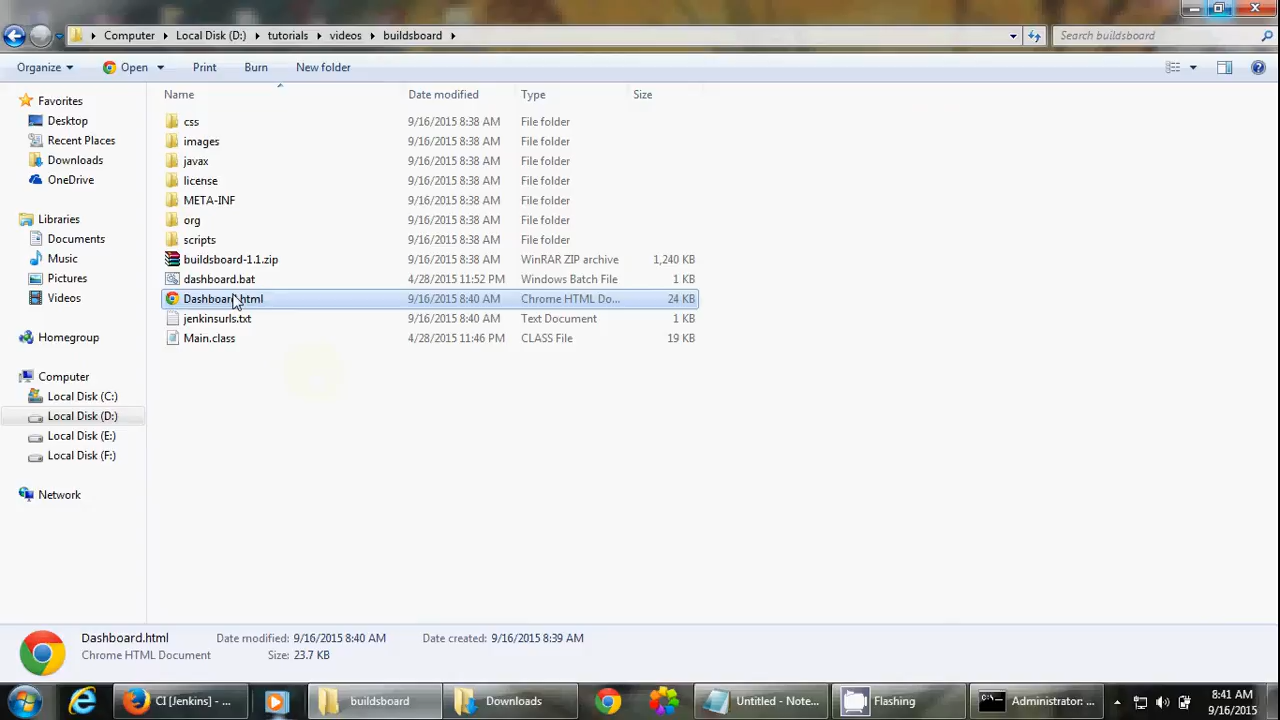 Computer Local Disk (D:) tutorials videos buildsboard Search buildsboard
Organize Open Print Burn New folder
Name Date modified Type Size
Favorites
Desktop
Recent Places
Downloads
OneDrive
Libraries
Documents
Music
Pictures
Videos
Homegroup
Computer
Local Disk (C:)
Local Disk (D:)
Local Disk (E:)
Local Disk (F:)
Network
css 9/16/2015 8:38 AM File folder
images 9/16/2015 8:38 AM File folder
javax 9/16/2015 8:38 AM File folder
license 9/16/2015 8:38 AM File folder
META-INF 9/16/2015 8:38 AM File folder
org 9/16/2015 8:38 AM File folder
scripts 9/16/2015 8:38 AM File folder
buildsboard-1.1.zip 9/16/2015 8:38 AM WinRAR ZIP archive 1,240 KB
dashboard.bat 4/28/2015 11:52 PM Windows Batch File 1 KB
Dashboard.html 9/16/2015 8:40 AM Chrome HTML Do... 24 KB
jenkinsurls.txt 9/16/2015 8:40 AM Text Document 1 KB
Main.class 4/28/2015 11:46 PM CLASS File 19 KB
Dashboard.html Date modified: 9/16/2015 8:40 AM Date created: 9/16/2015 8:39 AM
Chrome HTML Document Size: 23.7 KB
CI [Jenkins] - ... buildsboard Downloads Untitled - Note... Flashing Administrator: ... 8:41 AM
9/16/2015